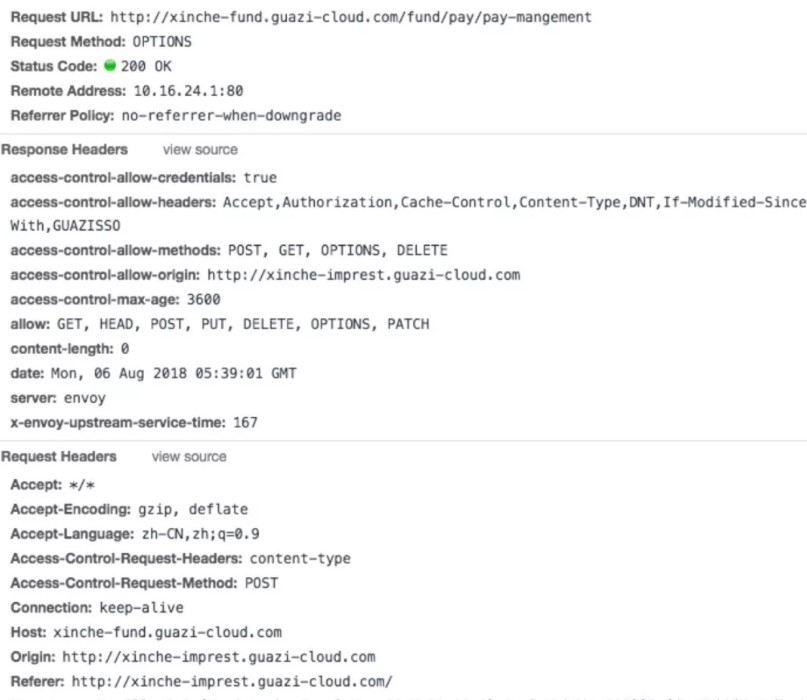 Request URL: http://xinche-fund.guazi-cloud.com/fund/pay/pay-mangement
Request Method: OPTIONS
Status Code: 200 OK
Remote Address: 10.16.24.1:80
Referrer Policy: no-referrer-when-downgrade
Response Headers view source
access-control-allow-credentials: true
access-control-allow-headers: Accept,Authorization,Cache-Control,Content-Type,DNT,If-Modified-Since
With,GUAZISSO
access-control-allow-methods: POST, GET, OPTIONS, DELETE
access-control-allow-origin: http://xinche-imprest.guazi-cloud.com
access-control-max-age: 3600
allow: GET, HEAD, POST, PUT, DELETE, OPTIONS, PATCH
content-length: 0
date: Mon, 06 Aug 2018 05:39:01 GMT
server: envoy
x-envoy-upstream-service-time: 167
Request Headers view source
Accept: */*
Accept-Encoding: gzip, deflate
Accept-Language: zh-CN,zh;q=0.9
Access-Control-Request-Headers: content-type
Access-Control-Request-Method: POST
Connection: keep-alive
Host: xinche-fund.guazi-cloud.com
Origin: http://xinche-imprest.guazi-cloud.com
Referer: http://xinche-imprest.guazi-cloud.com/